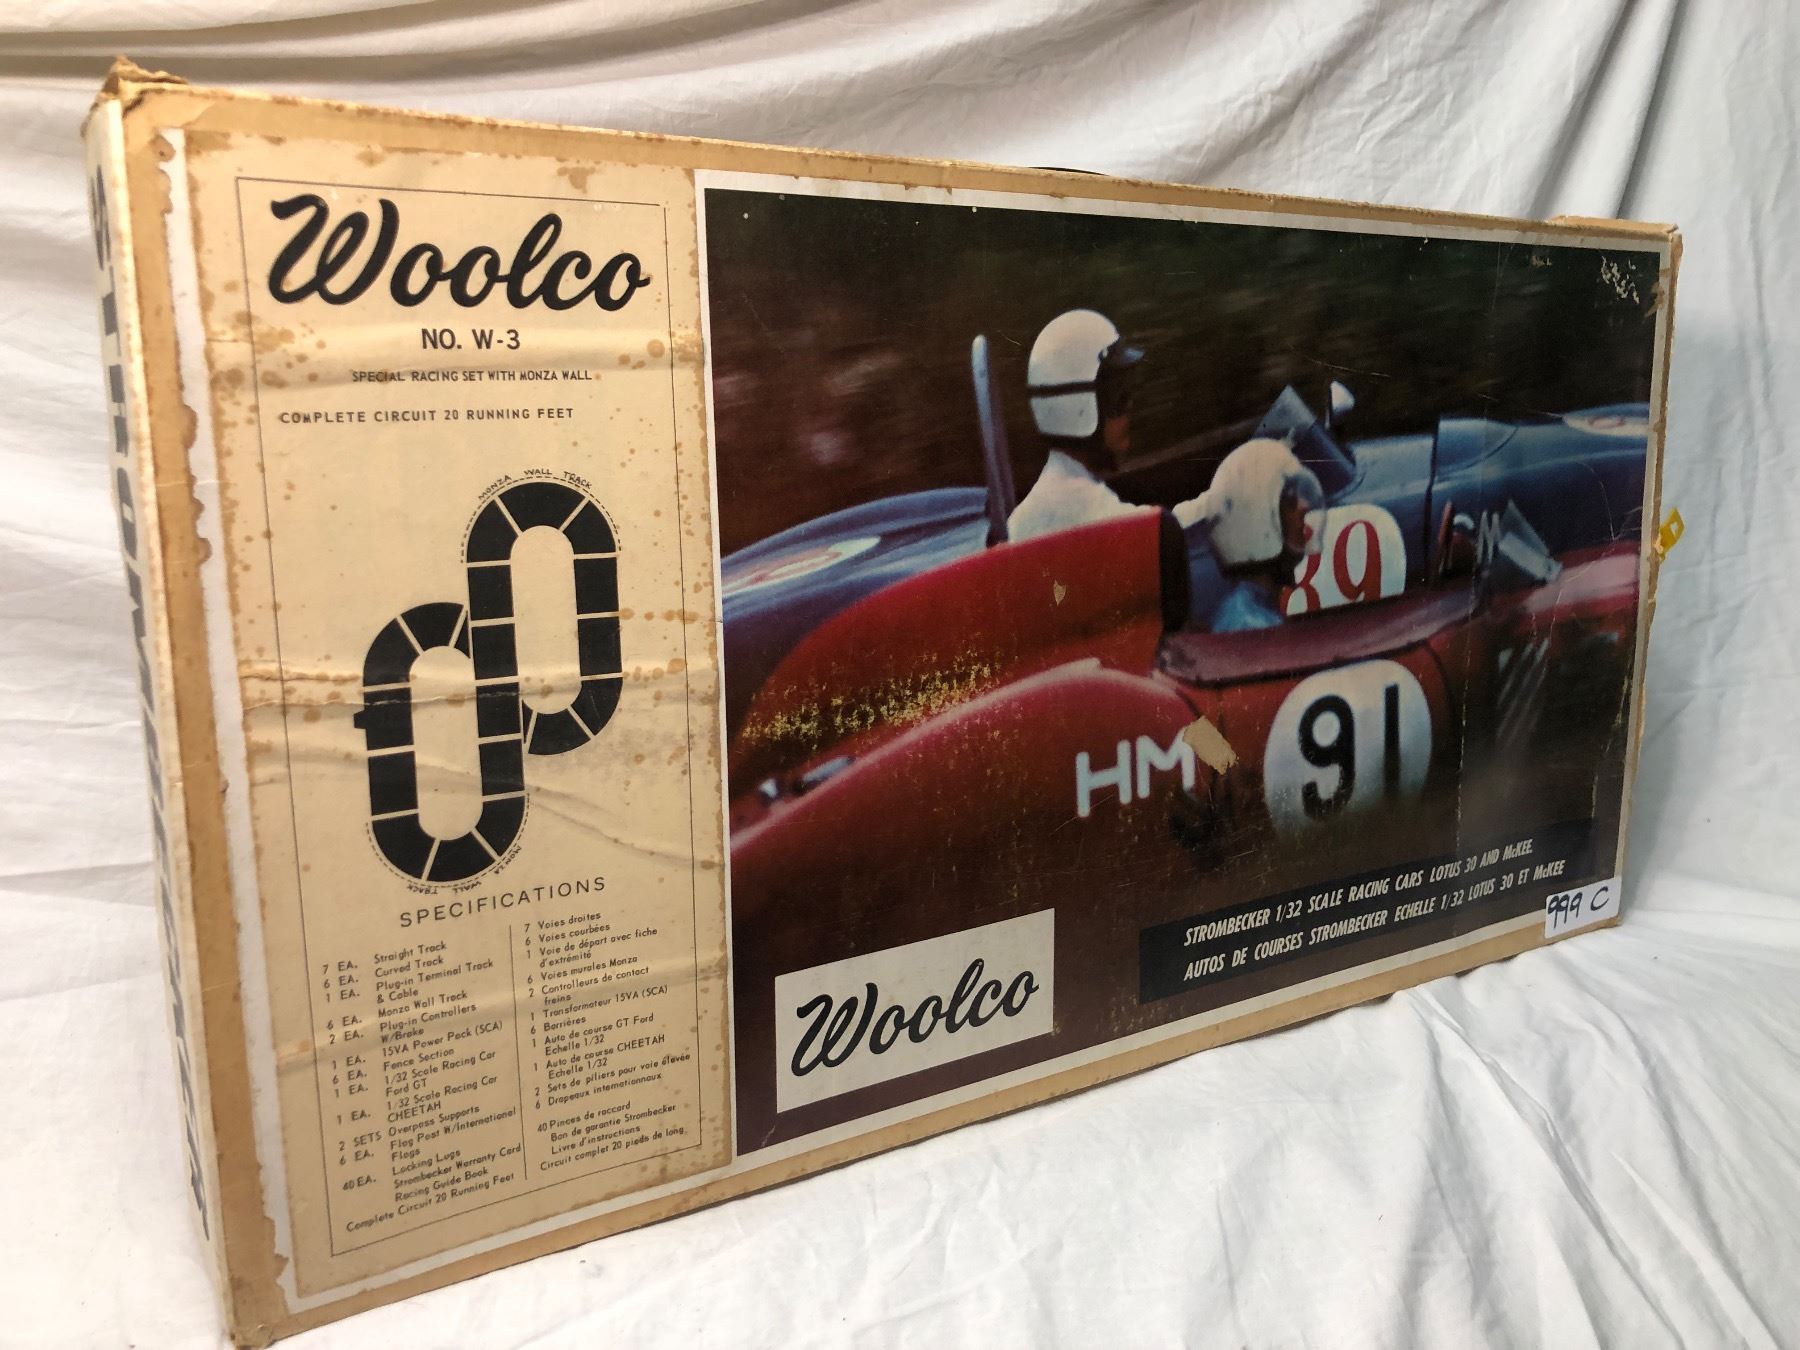 Woolco
NO. W-3
SPECIAL RACING SET WITH MONZA WALL
COMPLETE CIRCUIT 20 RUNNING FEET
MONZA WALL TRACK
MONZA WALL TRACK
SPECIFICATIONS
7 EA. Straight Track
6 EA. Curved Track
1 EA. Plug-in Terminal Track
& Cable
6 EA. Monza Wall Track
2 EA. Plug-in Controllers
W/Brake
1 EA. 15VA Power Pack (SCA)
6 EA. Fence Section
1 EA. 1/32 Scale Racing Car
Ford GT
1 EA. 1/32 Scale Racing Car
CHEETAH
2 SETS Overpass Supports
6 EA. Flag Post W/International
Flags
40 EA. Locking Lugs
Strombecker Warranty Card
Racing Guide Book
Complete Circuit 20 Running Feet
7 Voies droites
6 Voies courbées
1 Voie de départ avec fiche
d'extrémité
6 Voies murales Monza
2 Controlleurs de contact
freins
1 Transformateur 15VA (SCA)
6 Barrières
1 Auto de course GT Ford
Echelle 1/32
1 Auto de course CHEETAH
Echelle 1/32
2 Sets de piliers pour voie élevée
6 Drapeaux internationnaux
40 Pinces de raccord
Bon de garantie Strombecker
Livre d'instructions
Circuit complet 20 pieds de long
39
HM
91
STROMBECKER 1/32 SCALE RACING CARS LOTUS 30 AND McKEE
AUTOS DE COURSES STROMBECKER ECHELLE 1/32 LOTUS 30 ET McKEE
999 C
Woolco